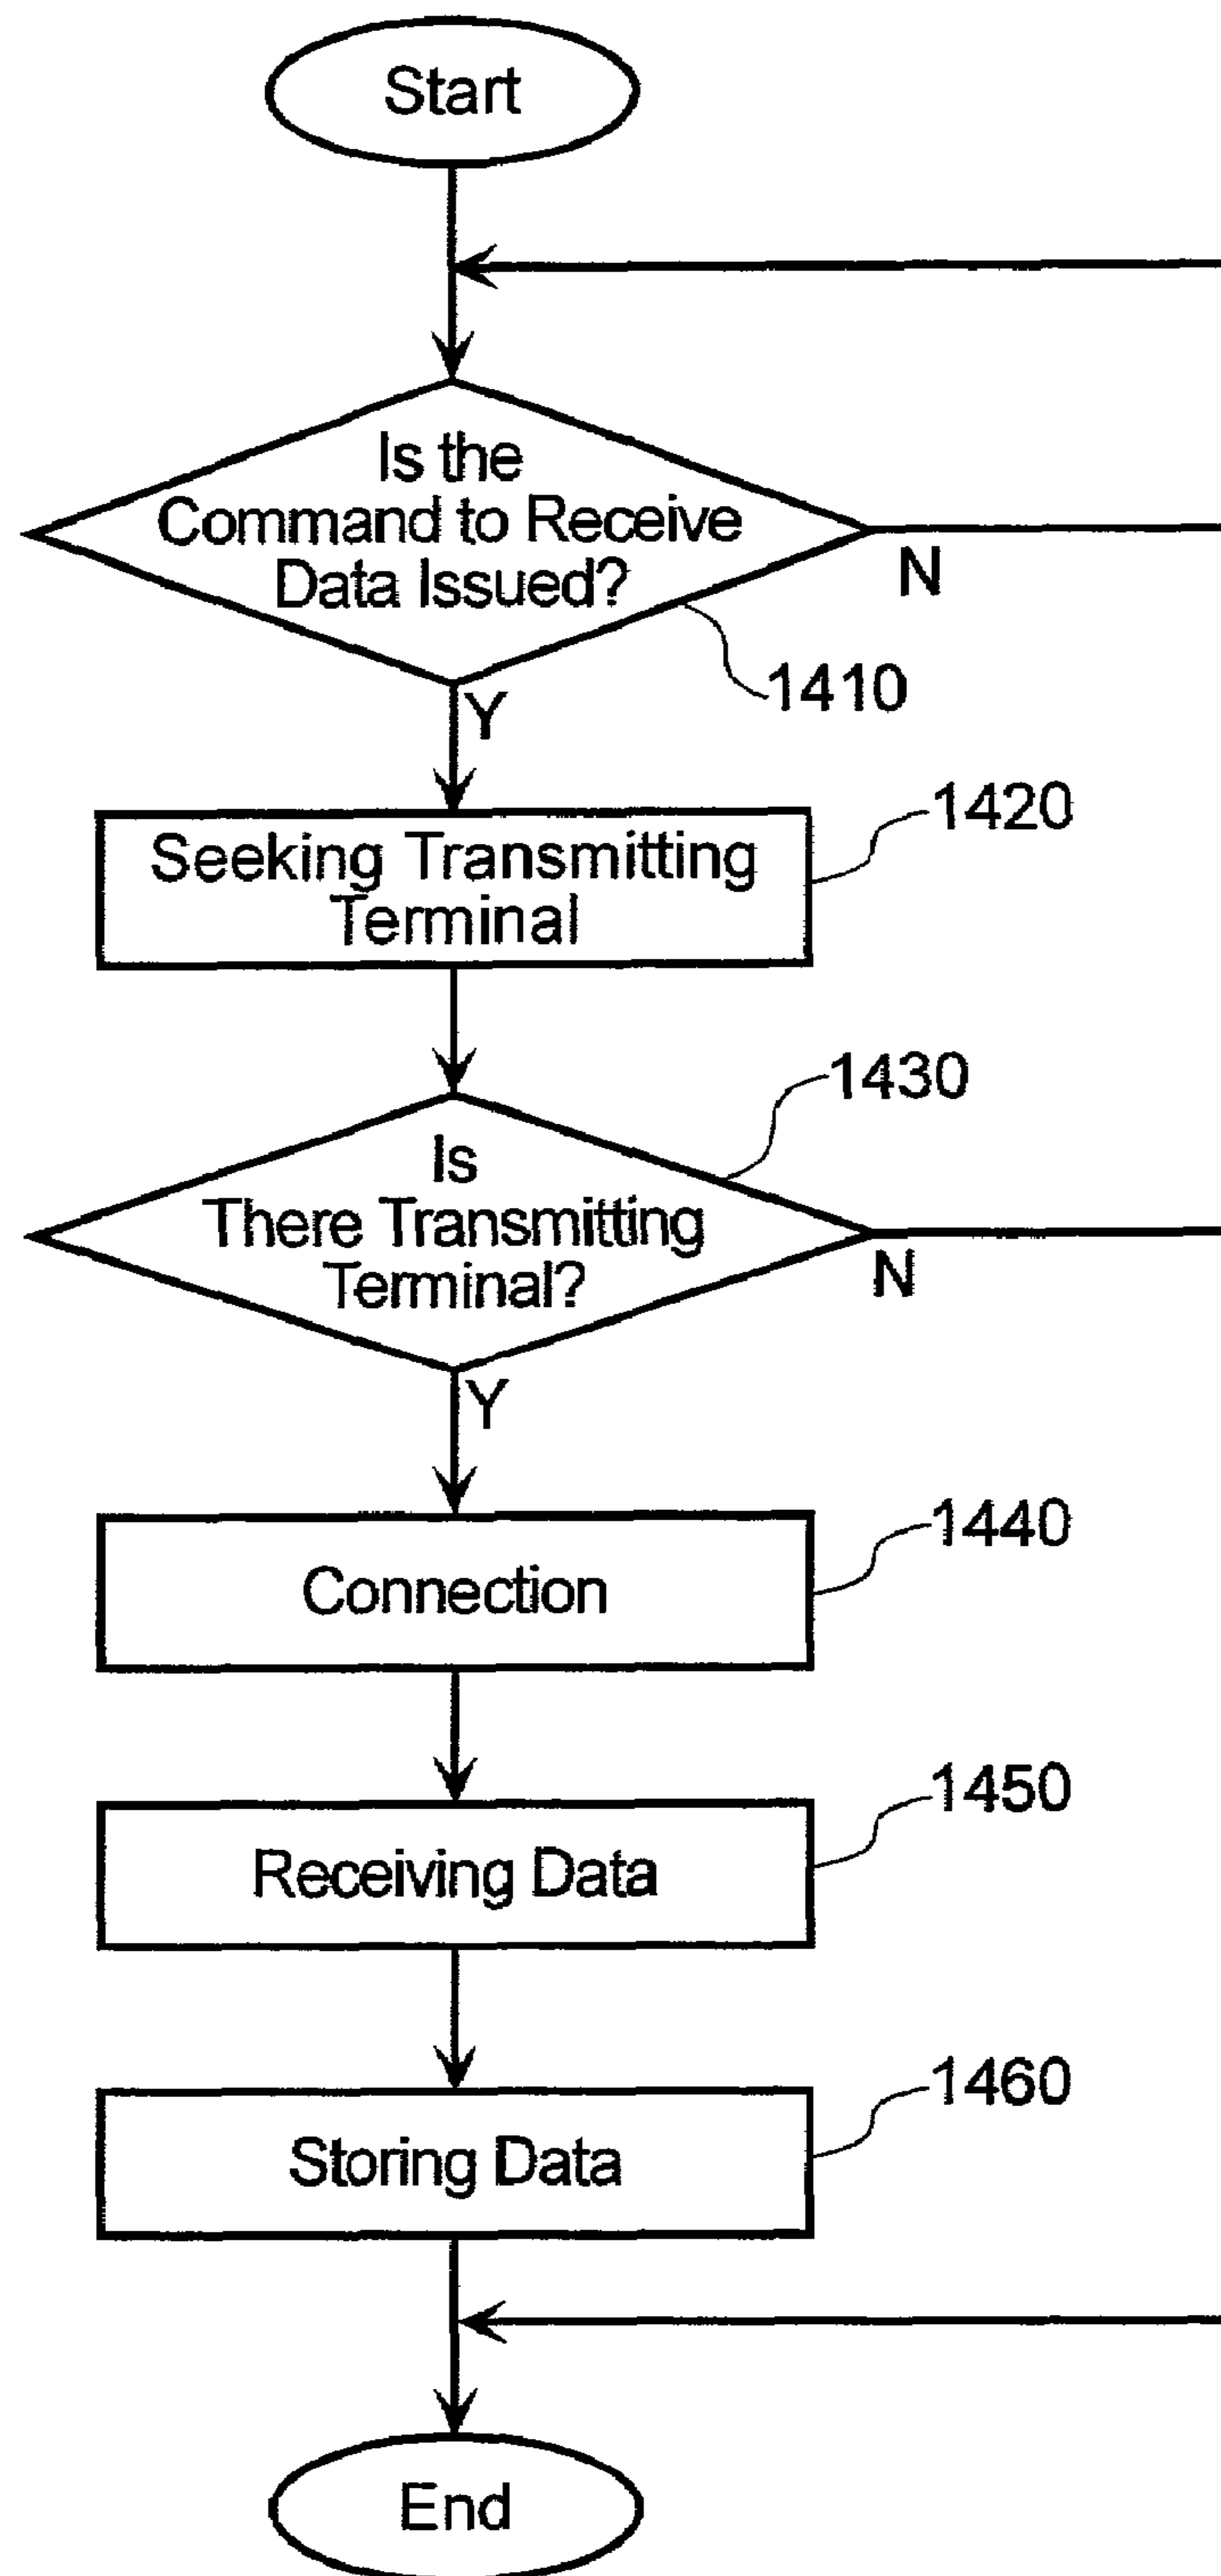 Start
Is the
Command to Receive
Data Issued?
N
1410
Y
1420
Seeking Transmitting
Terminal
1430
Is
There Transmitting
Terminal?
N
Y
1440
Connection
1450
Receiving Data
1460
Storing Data
End